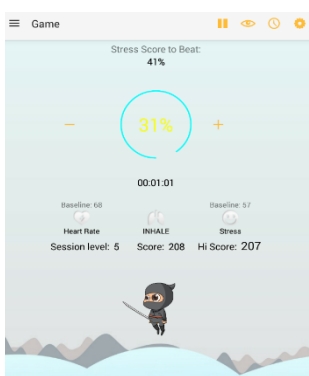 Game
Stress Score to Beat:
41%
− 31% +
00:01:01
Baseline: 68 Baseline: 57
Heart Rate INHALE Stress
Session level: 5 Score: 208 Hi Score: 207